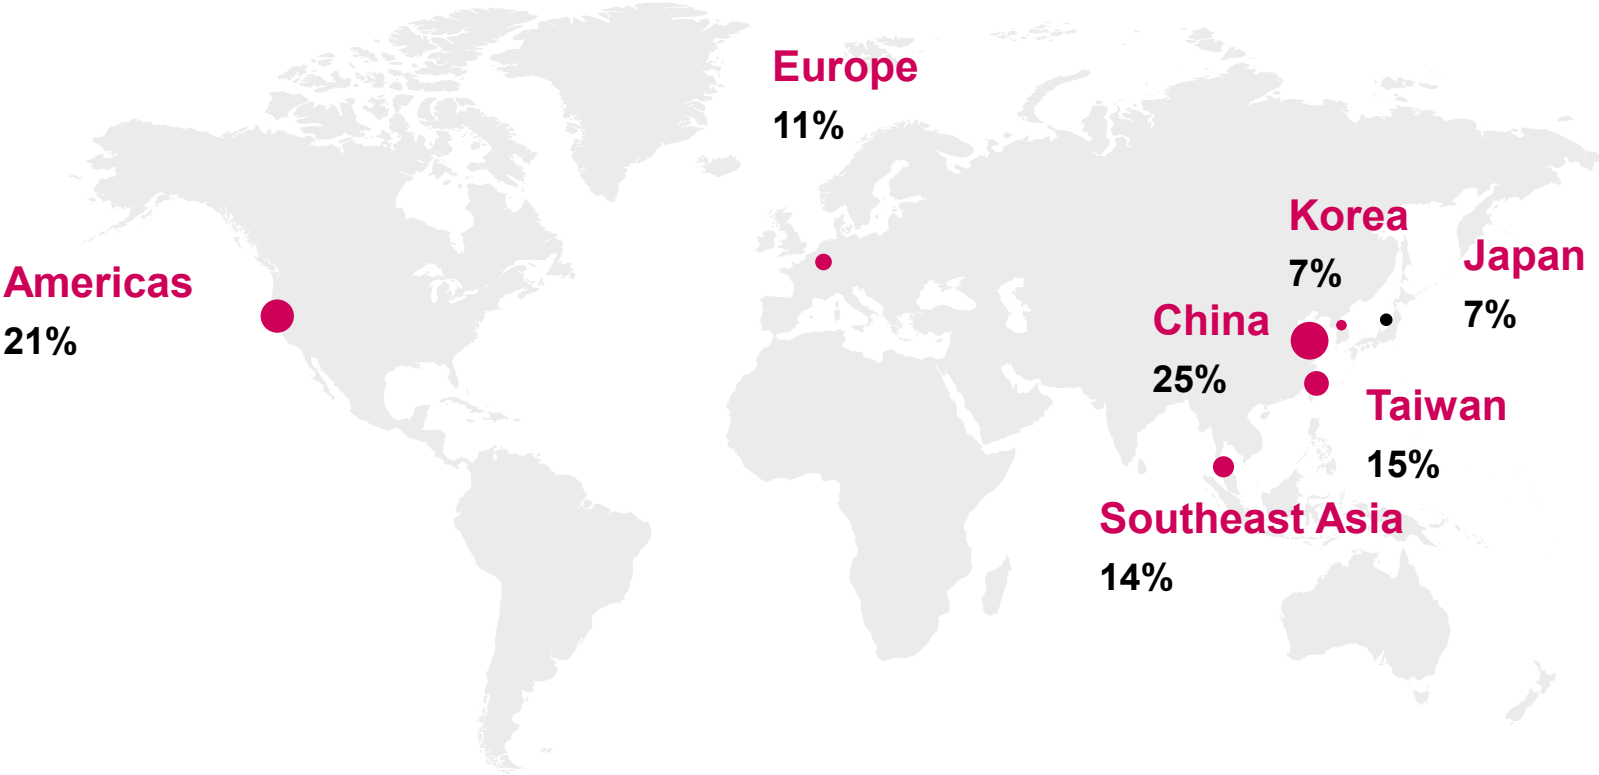 Europe
11%
Korea
7%
Japan
7%
Americas
21%
China
25%
Taiwan
15%
Southeast Asia
14%